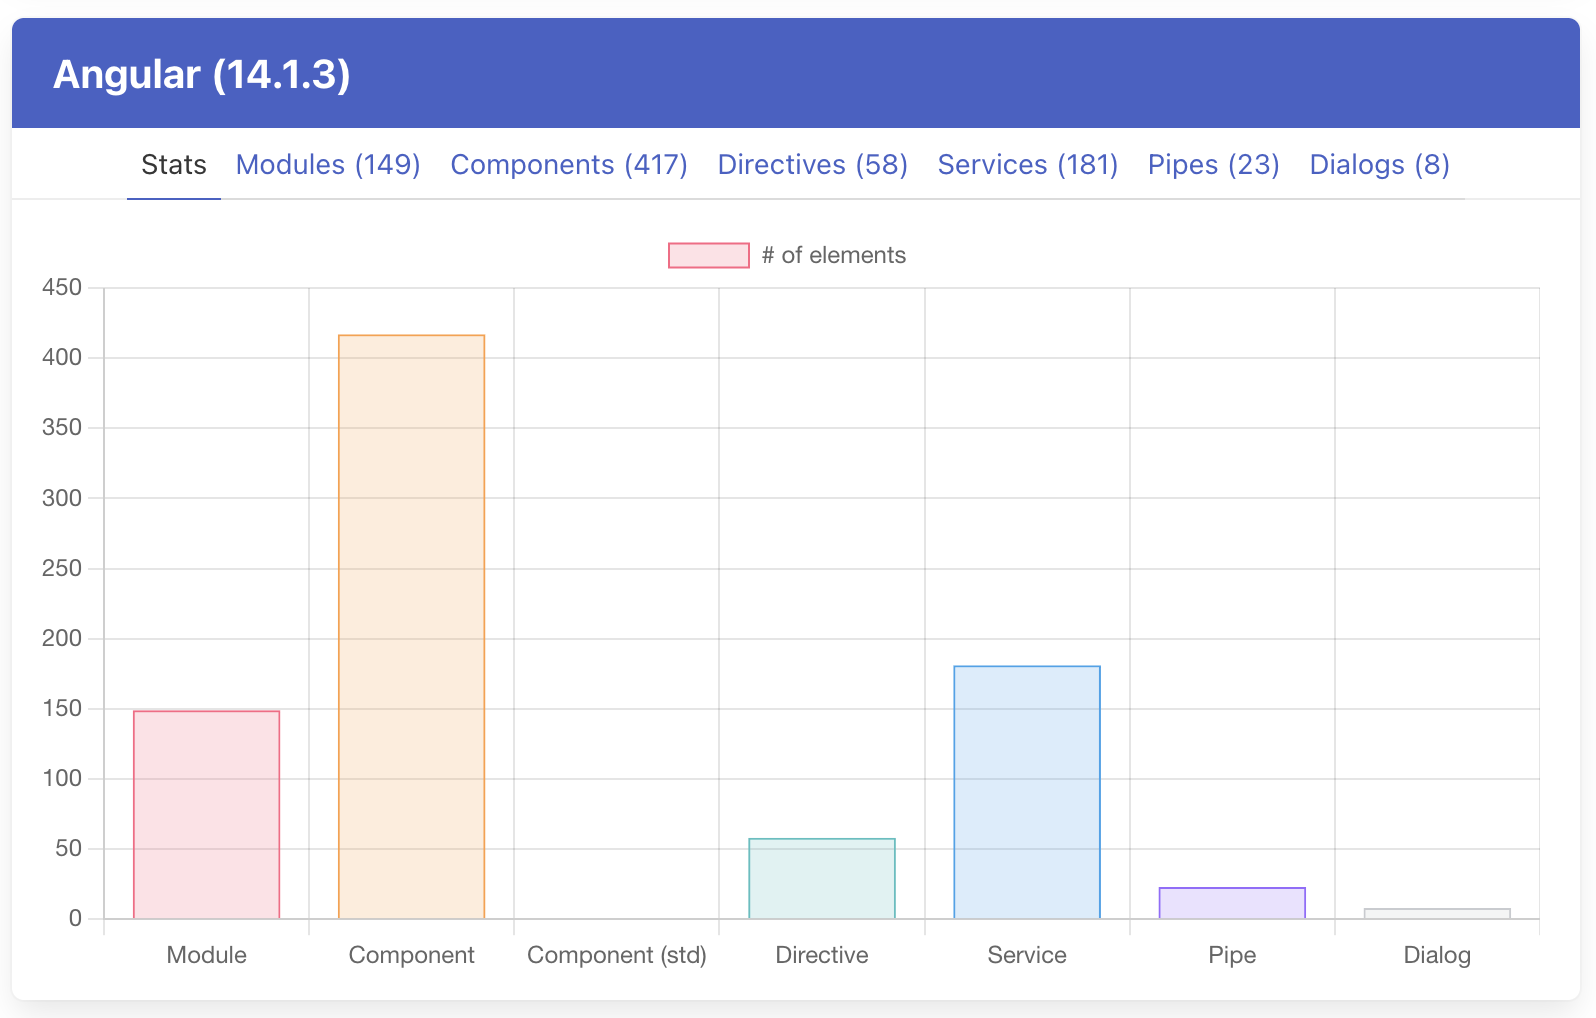 Angular (14.1.3)
Stats Modules (149) Components (417) Directives (58) Services (181) Pipes (23) Dialogs (8)
# of elements
450
400
350
300
250
200
150
100
50
0
Module Component Component (std) Directive Service Pipe Dialog